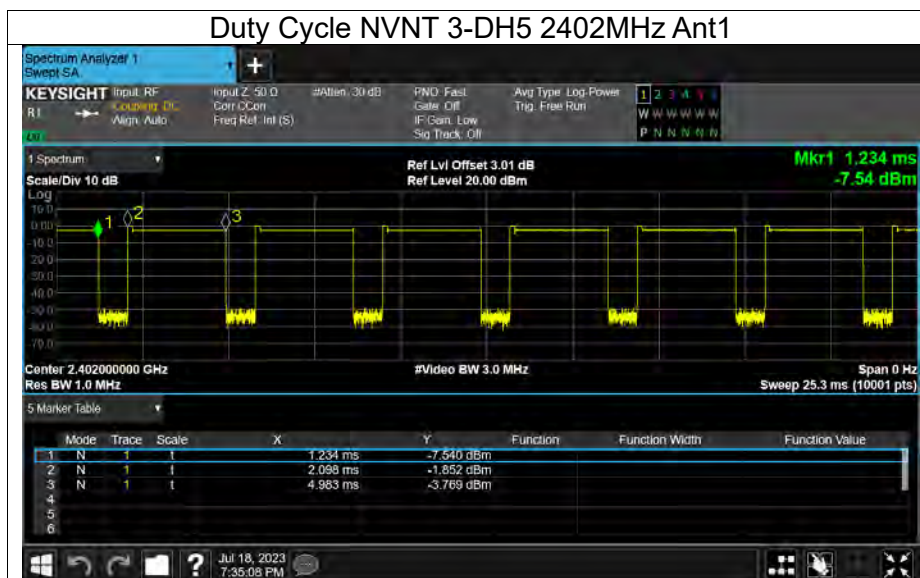 Duty Cycle NVNT 3-DH5 2402MHz Ant1
Spectrum Analyzer 1
Swept SA
+
KEYSIGHT Input: RF Input Z: 50 Ω #Atten: 30 dB PNO: Fast Avg Type: Log-Power 1 2 3 4 5 6
R L Coupling: DC Corr CCorr Gate: Off Trig: Free Run W W W W W W
Align: Auto Freq Ref: Int (S) IF Gain: Low P N N N N N
Sig Track: Off
1 Spectrum Ref Lvl Offset 3.01 dB Mkr1 1.234 ms
Scale/Div 10 dB Ref Level 20.00 dBm -7.54 dBm
Log
10.0
0.00
-10.0
-20.0
-30.0
-40.0
-50.0
-60.0
-70.0
1 2 3
Center 2.402000000 GHz #Video BW 3.0 MHz Span 0 Hz
Res BW 1.0 MHz Sweep 25.3 ms (10001 pts)
5 Marker Table
Mode Trace Scale X Y Function Function Width Function Value
1 N 1 t 1.234 ms -7.540 dBm
2 N 1 t 2.098 ms -1.852 dBm
3 N 1 t 4.983 ms -3.769 dBm
4
5
6
? Jul 18, 2023
7:35:08 PM